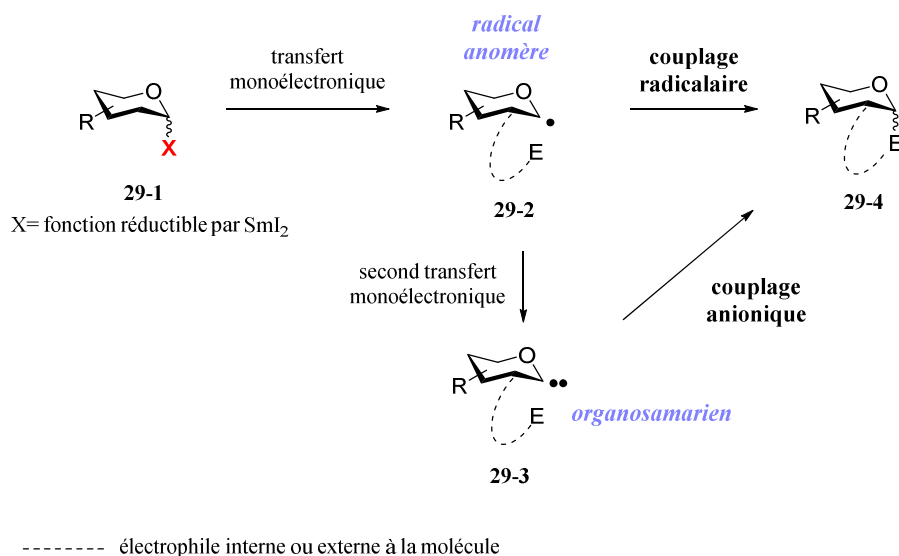 radical
anomère
transfert
monoélectronique
couplage
radicalaire
O
R
X
O
R
E
O
R
E
29-1
29-2
29-4
X= fonction réductible par SmI₂
second transfert
monoélectronique
couplage
anionique
O
R
E
organosamarien
29-3
électrophile interne ou externe à la molécule